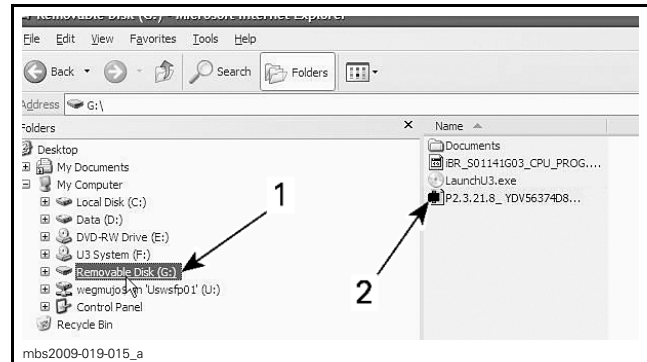 Removable Disk (G:) - Microsoft Internet Explorer
File Edit View Favorites Tools Help
Back Search Folders
Address G:\
Folders × Name
Desktop
My Documents
My Computer
Local Disk (C:)
Data (D:)
DVD-RW Drive (E:)
U3 System (F:)
Removable Disk (G:)
'Uswsfp01' (U:)
Control Panel
Recycle Bin
Documents
iBR_S01141G03_CPU_PROG....
LaunchU3.exe
P2.3.21.8_ YDV56374D8...
1
2
mbs2009-019-015_a